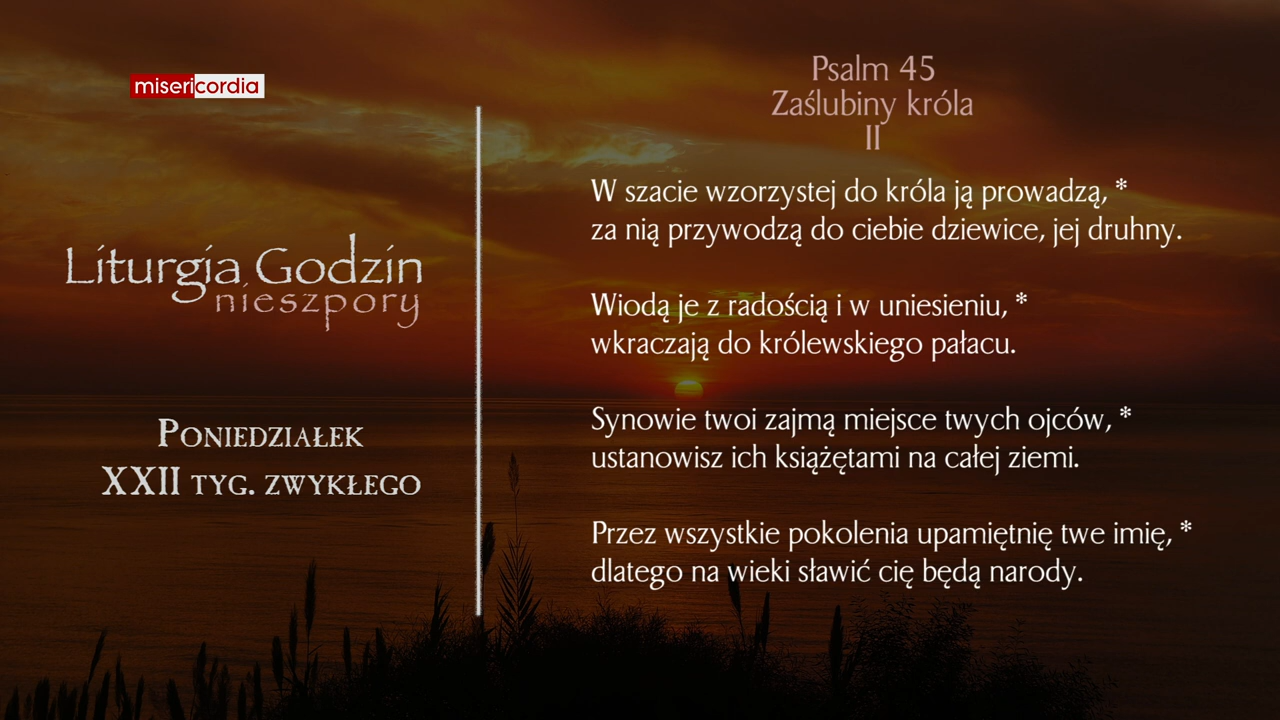 misericordia
Liturgia Godzin
nieszpory
Poniedziałek
XXII tyg. zwykłego
Psalm 45
Zaślubiny króla
II
W szacie wzorzystej do króla ją prowadzą, *
za nią przywodzą do ciebie dziewice, jej druhny.
Wiodą je z radością i w uniesieniu, *
wkraczają do królewskiego pałacu.
Synowie twoi zajmą miejsce twych ojców, *
ustanowisz ich książętami na całej ziemi.
Przez wszystkie pokolenia upamiętnię twe imię, *
dlatego na wieki sławić cię będą narody.